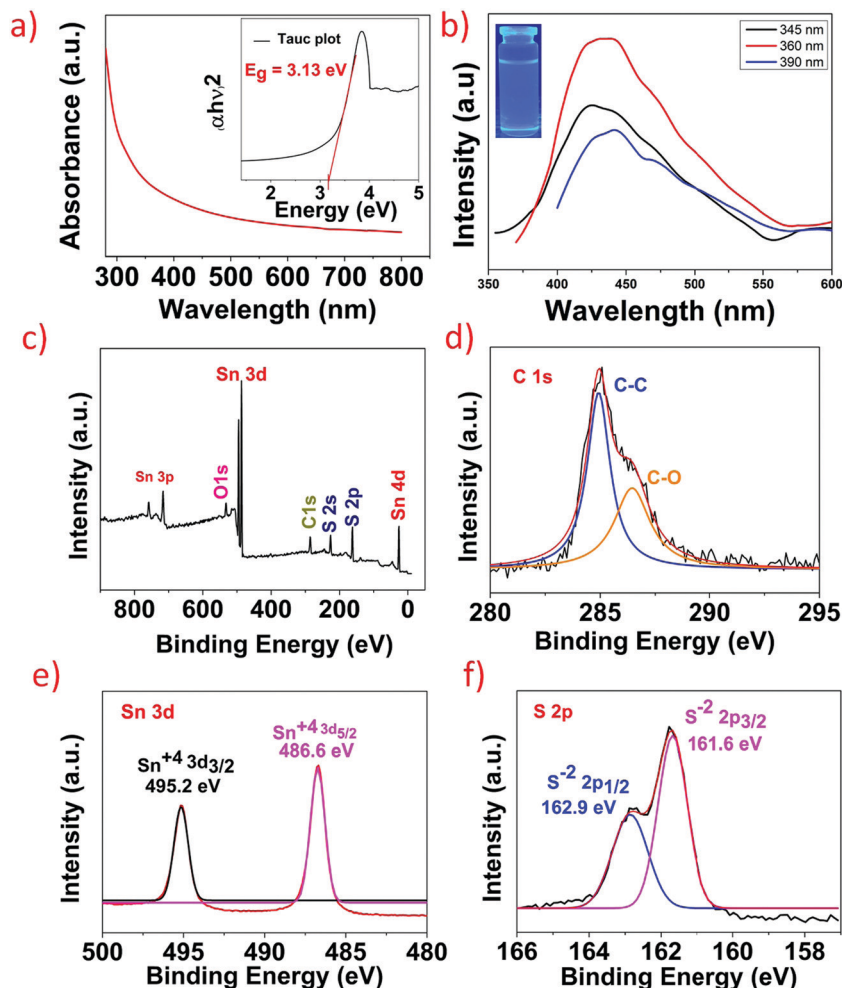 a)
Absorbance (a.u.)
Tauc plot
Eg = 3.13 eV
(αhν)2
2 3 4 5
Energy (eV)
300 400 500 600 700 800
Wavelength (nm)
b)
Intensity (a.u)
345 nm
360 nm
390 nm
350 400 450 500 550 600
Wavelength (nm)
c)
Intensity (a.u.)
Sn 3p
O1s
Sn 3d
C1s
S 2s
S 2p
Sn 4d
800 600 400 200 0
Binding Energy (eV)
d)
Intensity (a.u.)
C 1s
C-C
C-O
280 285 290 295
Binding Energy (eV)
e)
Intensity (a.u.)
Sn 3d
Sn+4 3d3/2
495.2 eV
Sn+4 3d5/2
486.6 eV
500 495 490 485 480
Binding Energy (eV)
f)
Intensity (a.u.)
S 2p
S-2 2p1/2
162.9 eV
S-2 2p3/2
161.6 eV
166 164 162 160 158
Binding Energy (eV)